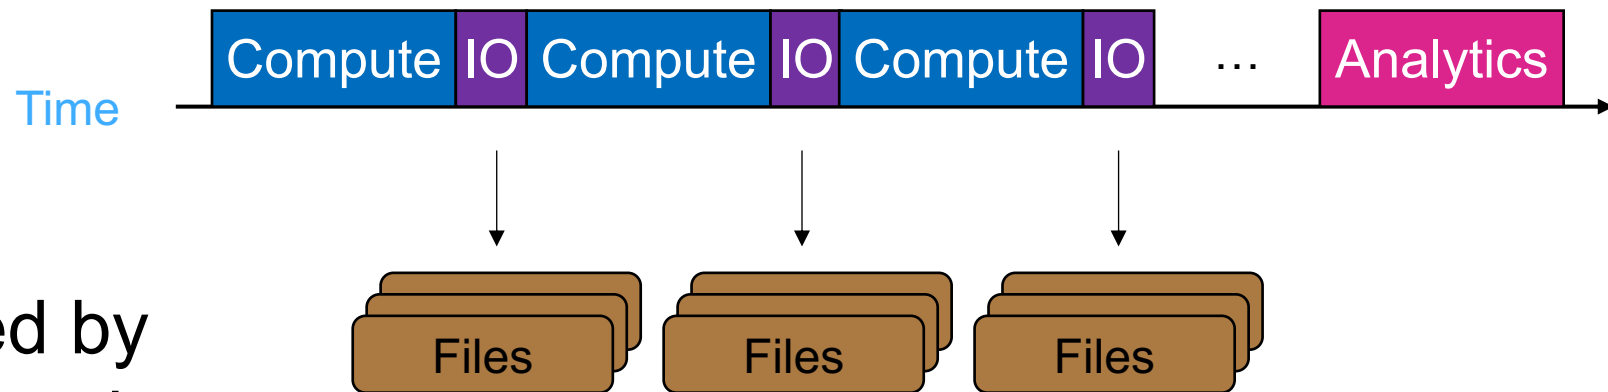 Compute IO Compute IO Compute IO ... Analytics
Time
ed by
Files Files Files